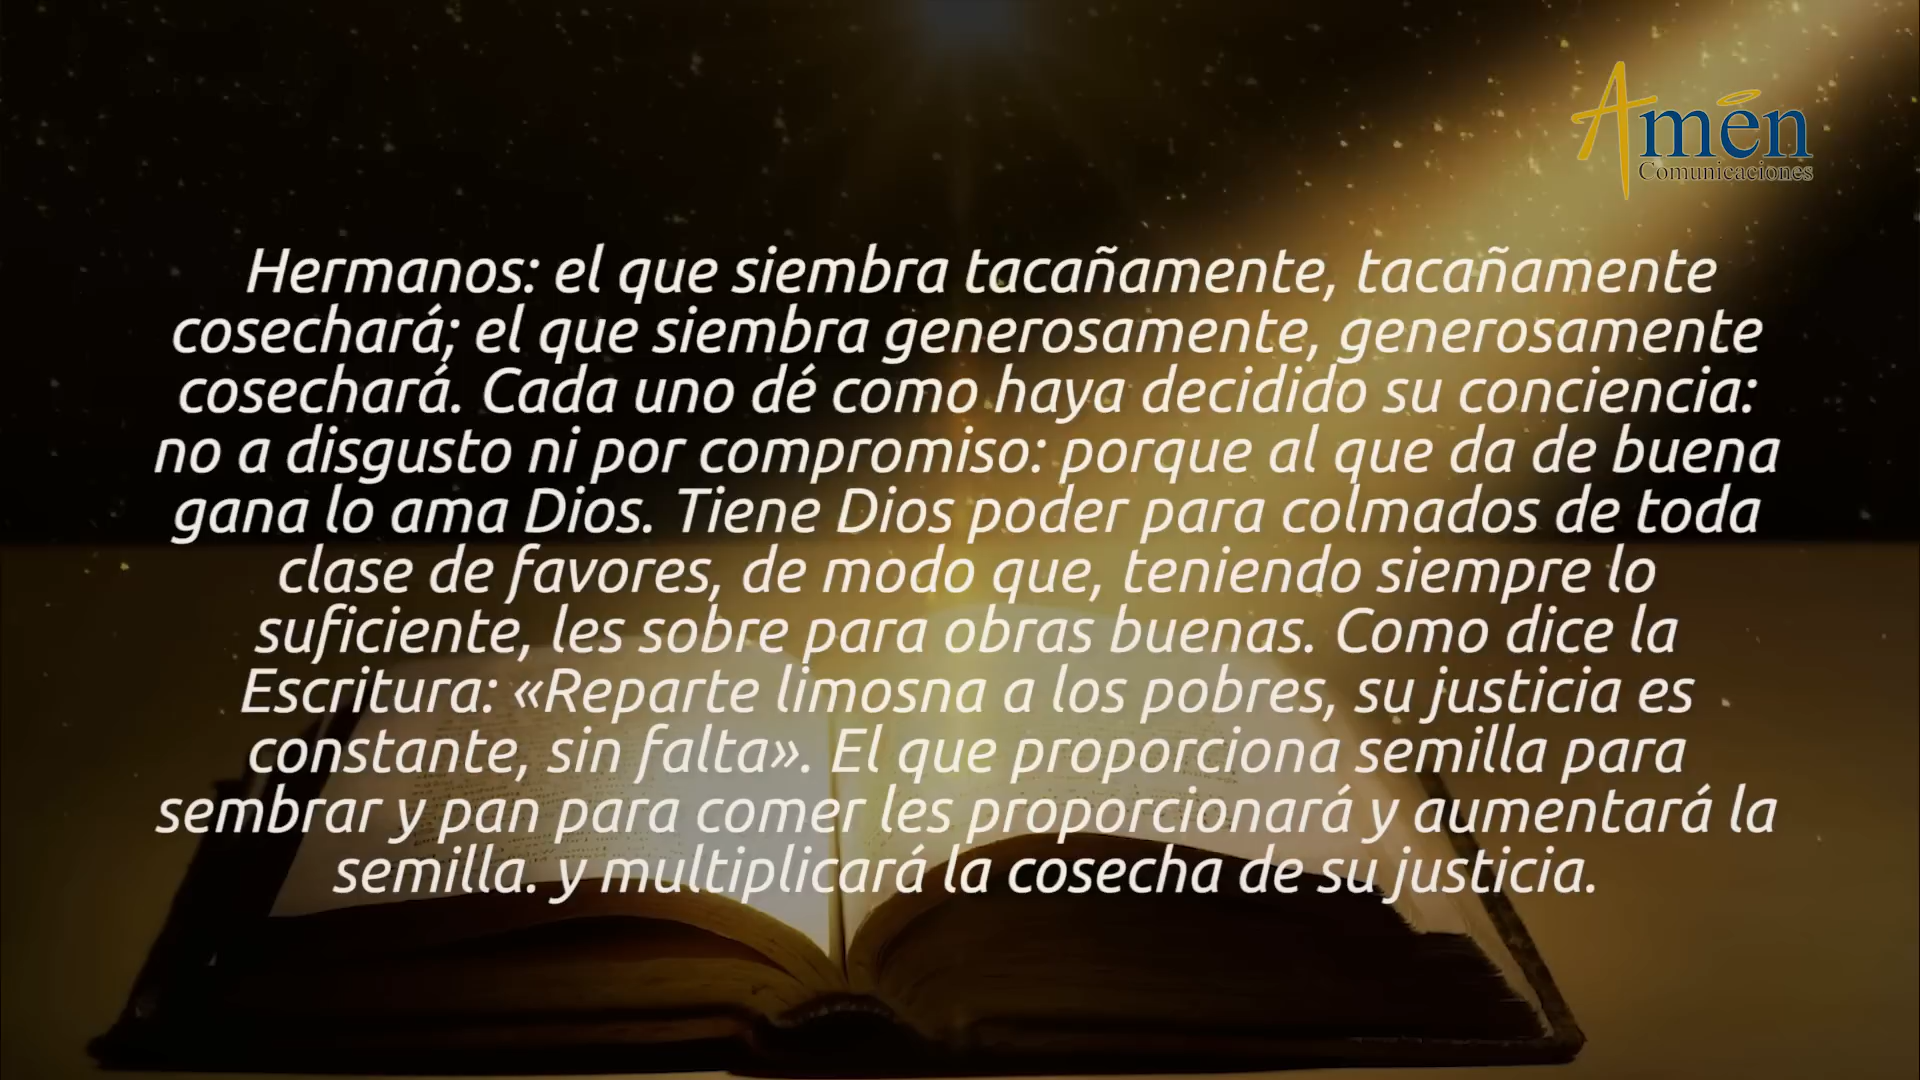 Amén
Comunicaciones
Hermanos: el que siembra tacañamente, tacañamente
cosechará; el que siembra generosamente, generosamente
cosechará. Cada uno dé como haya decidido su conciencia:
no a disgusto ni por compromiso: porque al que da de buena
gana lo ama Dios. Tiene Dios poder para colmados de toda
clase de favores, de modo que, teniendo siempre lo
suficiente, les sobre para obras buenas. Como dice la
Escritura: «Reparte limosna a los pobres, su justicia es
constante, sin falta». El que proporciona semilla para
sembrar y pan para comer les proporcionará y aumentará la
semilla. y multiplicará la cosecha de su justicia.